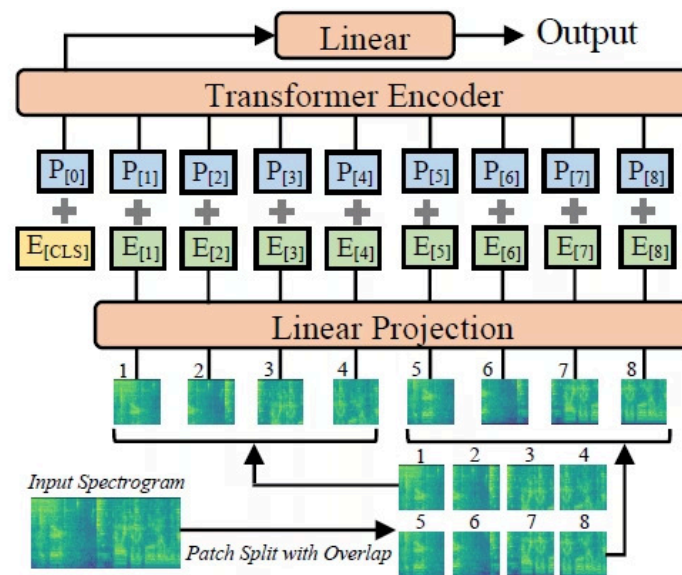 Linear Output
Transformer Encoder
P[0] P[1] P[2] P[3] P[4] P[5] P[6] P[7] P[8]
+ + + + + + + + +
E[CLS] E[1] E[2] E[3] E[4] E[5] E[6] E[7] E[8]
Linear Projection
1 2 3 4 5 6 7 8
1 2 3 4
Input Spectrogram
5 6 7 8
Patch Split with Overlap